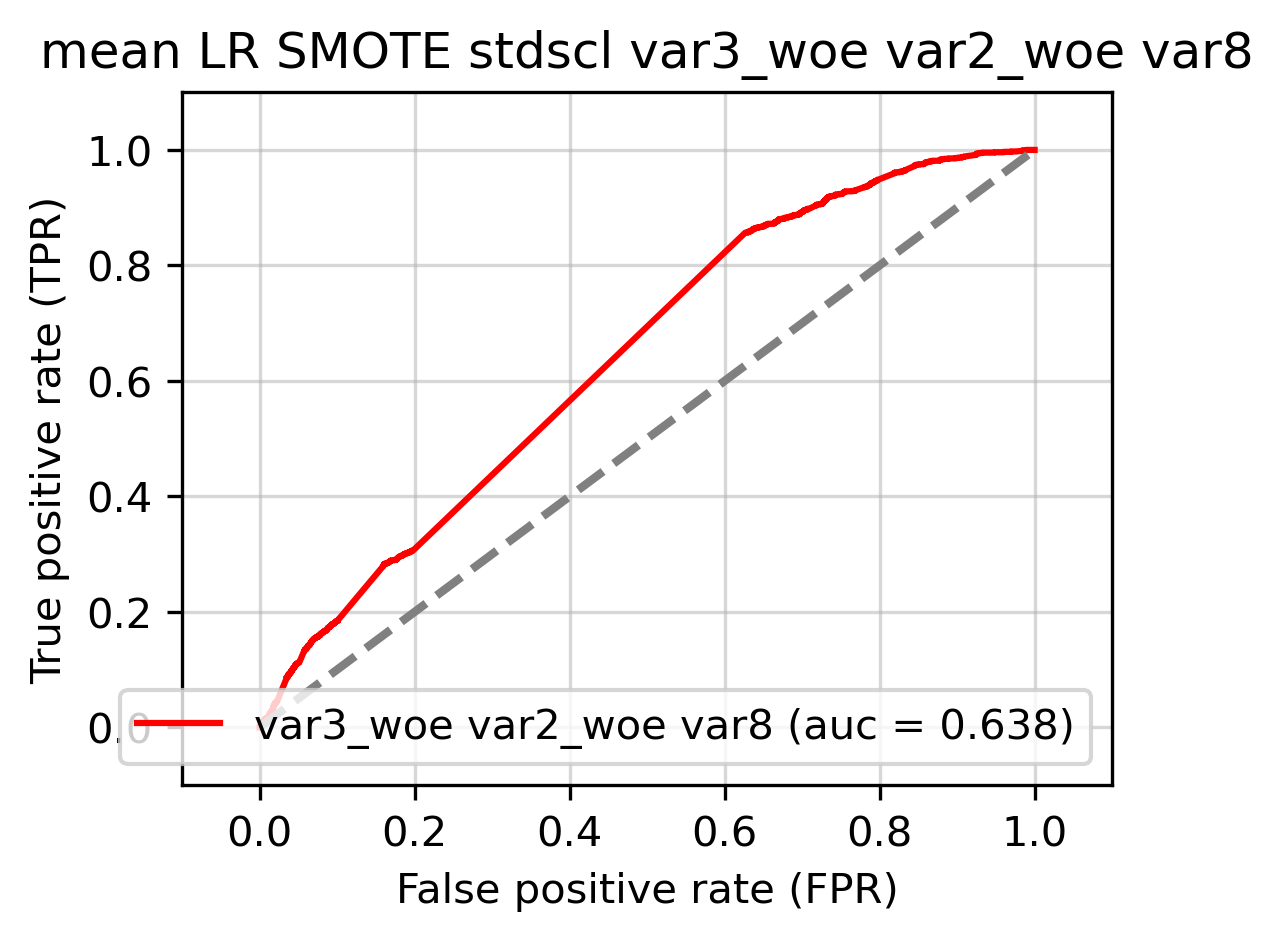 mean LR SMOTE stdscl var3_woe var2_woe var8
True positive rate (TPR)
1.0
0.8
0.6
0.4
0.2
0.0
var3_woe var2_woe var8 (auc = 0.638)
0.0 0.2 0.4 0.6 0.8 1.0
False positive rate (FPR)